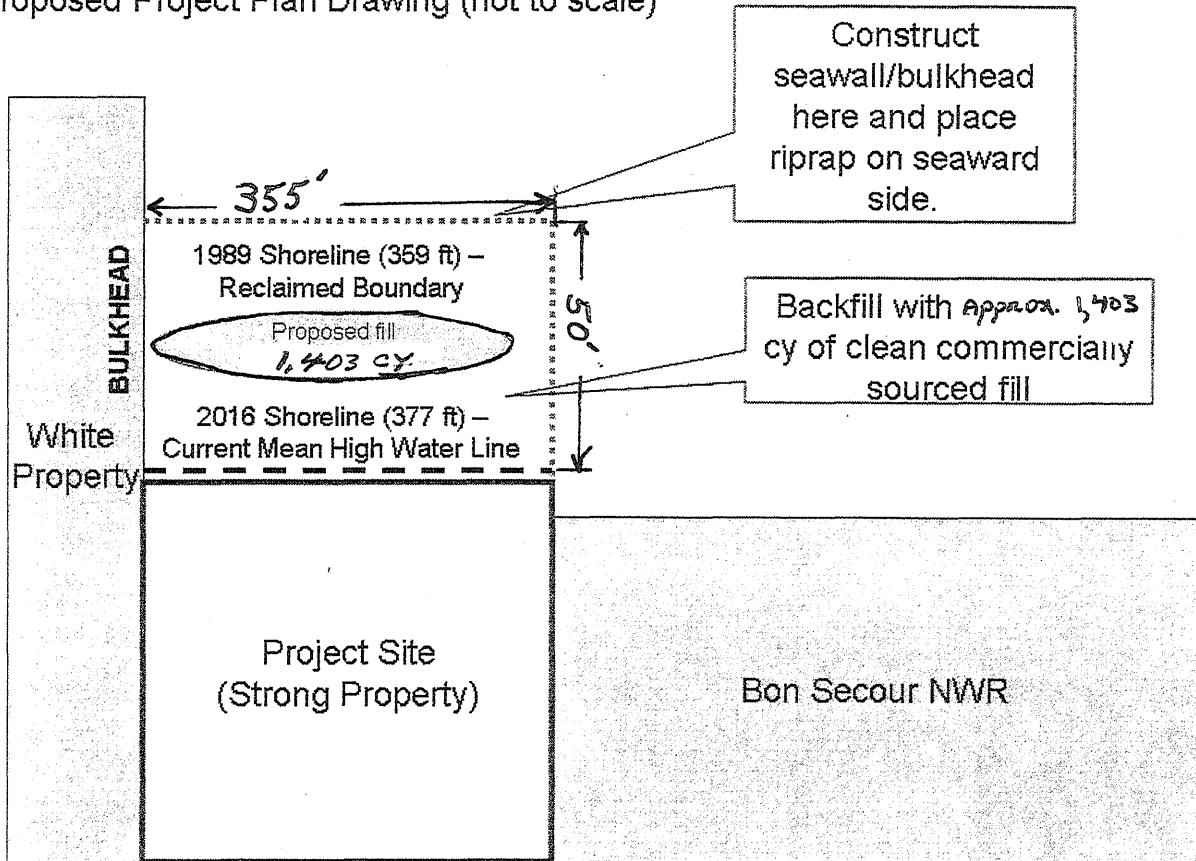 roposed Project Plan Drawing (not to scale)
Construct
seawall/bulkhead
here and place
riprap on seaward
side.
355'
BULKHEAD
1989 Shoreline (359 ft) –
Reclaimed Boundary
50'
Proposed fill
1,403 CY.
Backfill with Approx. 1,403
cy of clean commercially
sourced fill
2016 Shoreline (377 ft) –
Current Mean High Water Line
White
Property
Project Site
(Strong Property)
Bon Secour NWR